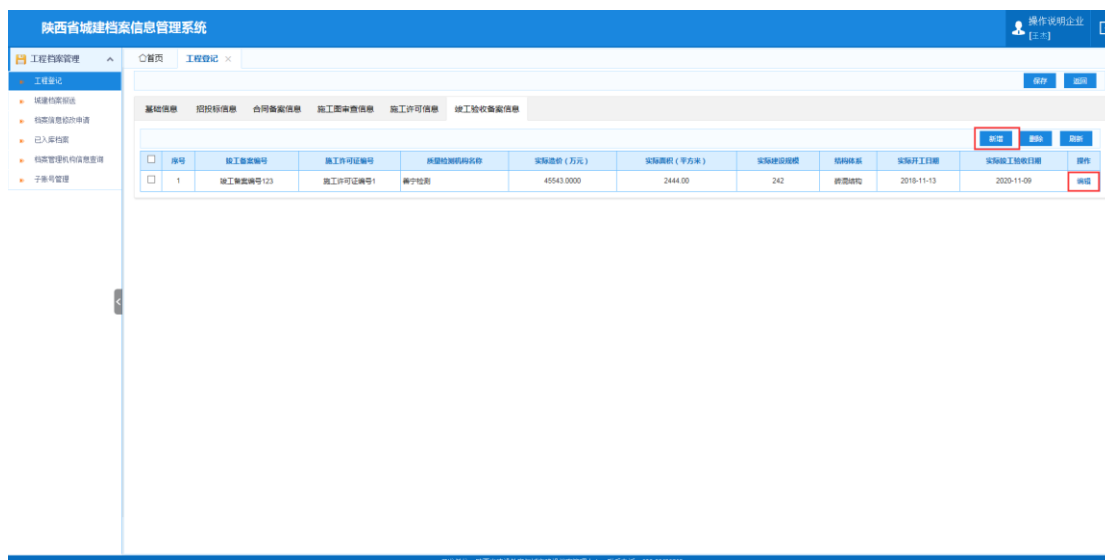 陕西省城建档案信息管理系统
操作说明企业
[王杰]
工程档案管理
首页 工程登记 ×
工程登记
保存 返回
城建档案报送
档案信息修改申请
已入库档案
档案管理机构信息查询
子账号管理
基础信息 招投标信息 合同备案信息 施工图审查信息 施工许可信息 竣工验收备案信息
新增 删除 刷新
序号 竣工备案编号 施工许可证编号 质量检测机构名称 实际造价（万元） 实际面积（平方米） 实际建设规模 结构体系 实际开工日期 实际竣工验收日期 操作
1 竣工备案编号123 施工许可证编号1 45543.0000 2444.00 242 砖混结构 2018-11-13 2020-11-09 编辑